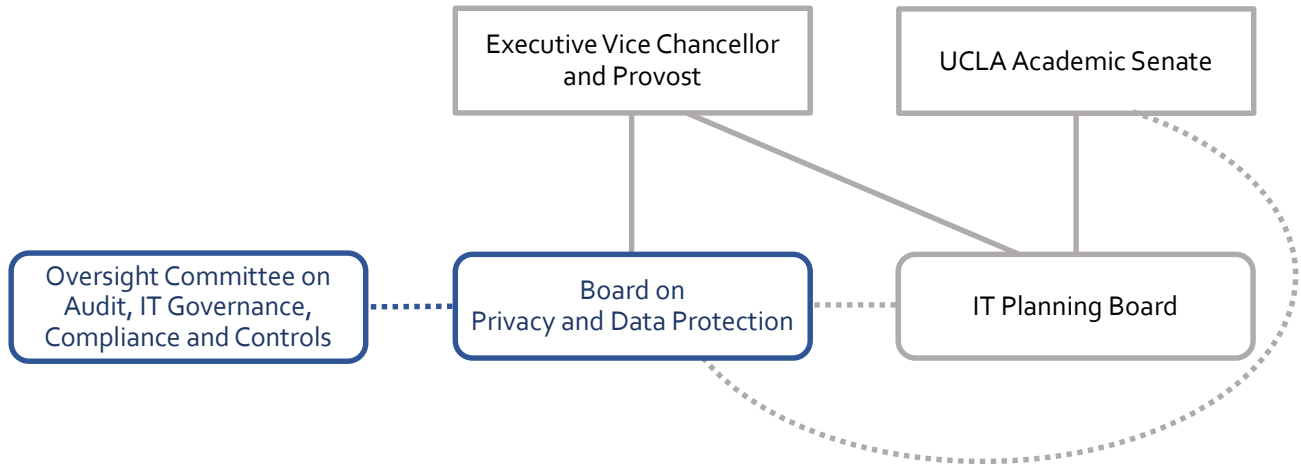 Executive Vice Chancellor
and Provost
UCLA Academic Senate
Oversight Committee on
Audit, IT Governance,
Compliance and Controls
Board on
Privacy and Data Protection
IT Planning Board